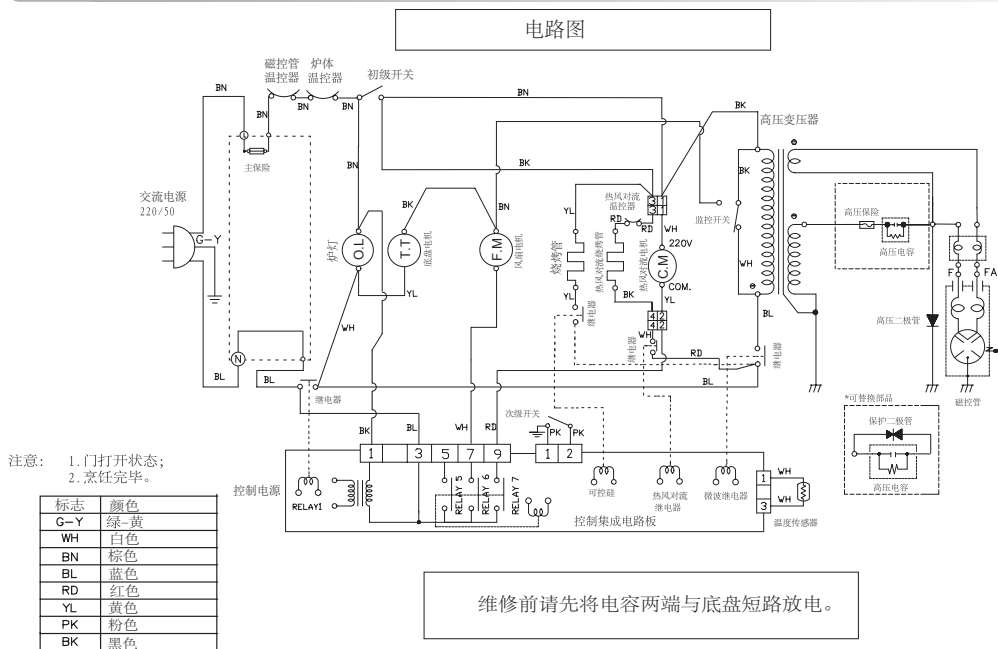 电路图
磁控管
温控器
炉体
温控器
初级开关
BN
BN
BN
BN
BN
BN
BK
高压变压器
主保险
交流电源
220/50
G-Y
BN
BK
BN
BK
BK
炉灯
O.L
T.T
底盘电机
F.M
风扇电机
YL
YL
烧烤管
YL
热风对流
温控器
3 1
3 1
RD
RD
WH
220V
热风对流烧烤管
热风对流电机
C.M
COM.
BK
YL
4 2
4 2
WH
继电器
继电器
RD
监控开关
WH
BL
继电器
高压保险
高压电容
F
FA
高压二极管
磁控管
N
BL
BL
WH
继电器
BL
*可替换部品
保护二极管
高压电容
BK
BL
WH
RD
次级开关
PK
PK
1 3 5 7 9
1 2
控制电源
RELAY1
RELAY 5
RELAY 6
RELAY 7
可控硅
热风对流
继电器
微波继电器
控制集成电路板
1
3
WH
WH
温度传感器
注意: 1.门打开状态;
2.烹饪完毕。
标志 颜色
G-Y 绿-黄
WH 白色
BN 棕色
BL 蓝色
RD 红色
YL 黄色
PK 粉色
BK 黑色
维修前请先将电容两端与底盘短路放电。